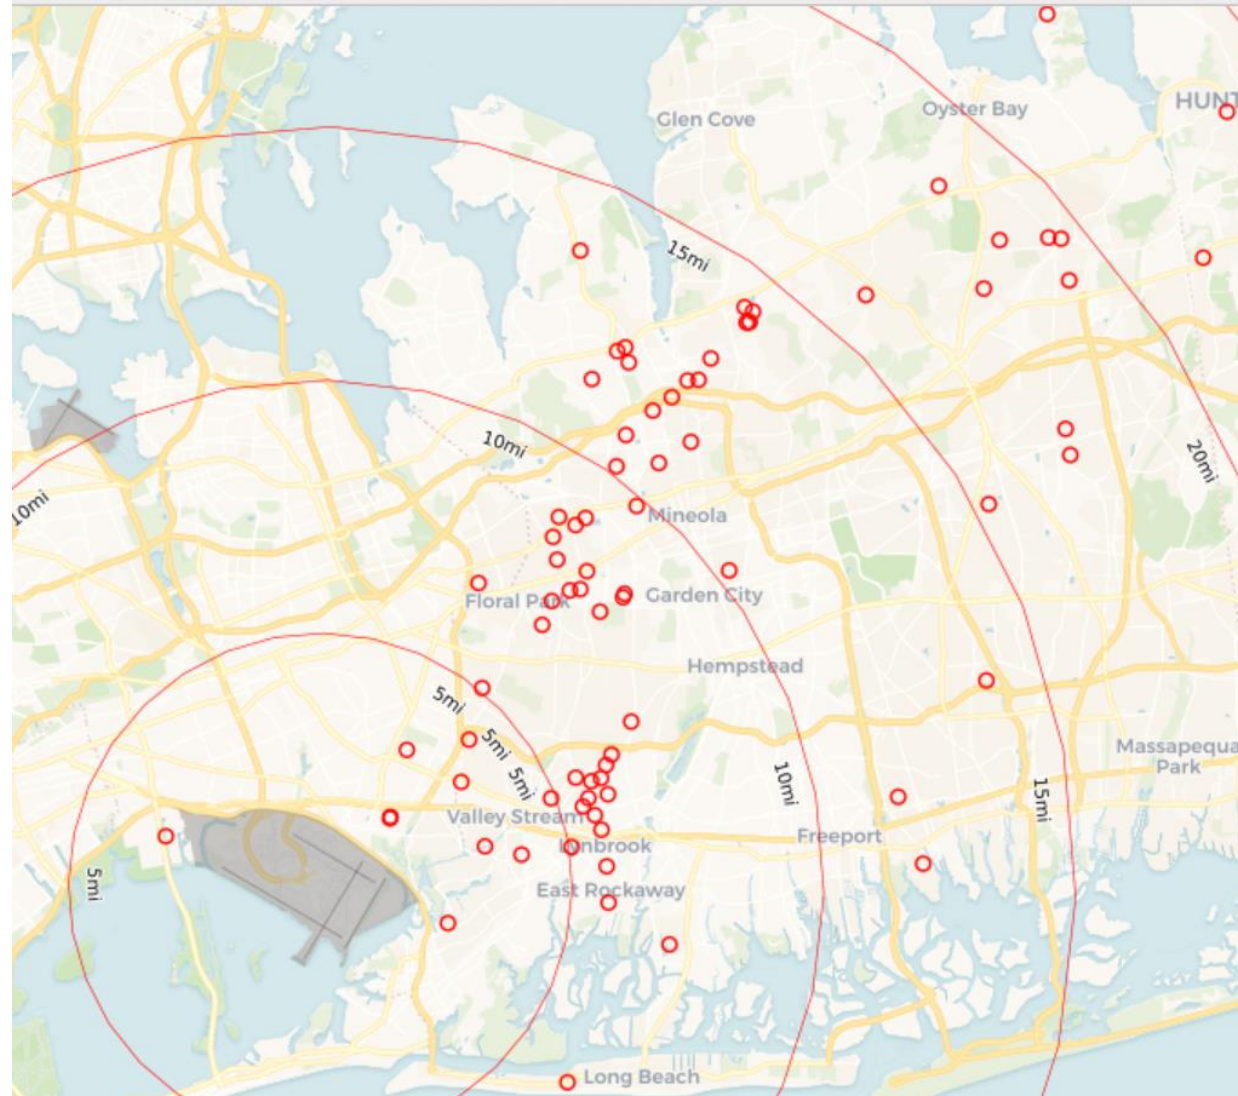 HUNT
Oyster Bay
Glen Cove
15mi
10mi
20mi
10mi
Mineola
Floral Park
Garden City
Hempstead
5mi
5mi
5mi
Massapequa
Park
10mi
15mi
Valley Stream
Freeport
Lynbrook
5mi
East Rockaway
Long Beach